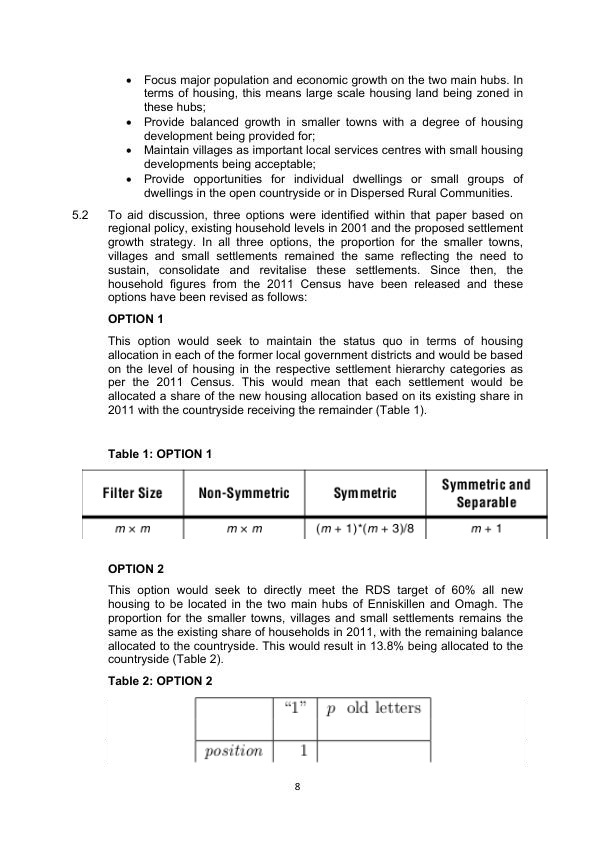 • Focus major population and economic growth on the two main hubs. In
terms of housing, this means large scale housing land being zoned in
these hubs;
• Provide balanced growth in smaller towns with a degree of housing
development being provided for;
• Maintain villages as important local services centres with small housing
developments being acceptable;
• Provide opportunities for individual dwellings or small groups of
dwellings in the open countryside or in Dispersed Rural Communities.
5.2 To aid discussion, three options were identified within that paper based on
regional policy, existing household levels in 2001 and the proposed settlement
growth strategy. In all three options, the proportion for the smaller towns,
villages and small settlements remained the same reflecting the need to
sustain, consolidate and revitalise these settlements. Since then, the
household figures from the 2011 Census have been released and these
options have been revised as follows:
OPTION 1
This option would seek to maintain the status quo in terms of housing
allocation in each of the former local government districts and would be based
on the level of housing in the respective settlement hierarchy categories as
per the 2011 Census. This would mean that each settlement would be
allocated a share of the new housing allocation based on its existing share in
2011 with the countryside receiving the remainder (Table 1).
Table 1: OPTION 1
Filter Size Non-Symmetric Symmetric Symmetric and
Separable
m × m m × m (m + 1)*(m + 3)/8 m + 1
OPTION 2
This option would seek to directly meet the RDS target of 60% all new
housing to be located in the two main hubs of Enniskillen and Omagh. The
proportion for the smaller towns, villages and small settlements remains the
same as the existing share of households in 2011, with the remaining balance
allocated to the countryside. This would result in 13.8% being allocated to the
countryside (Table 2).
Table 2: OPTION 2
“1” p old letters
position 1
8